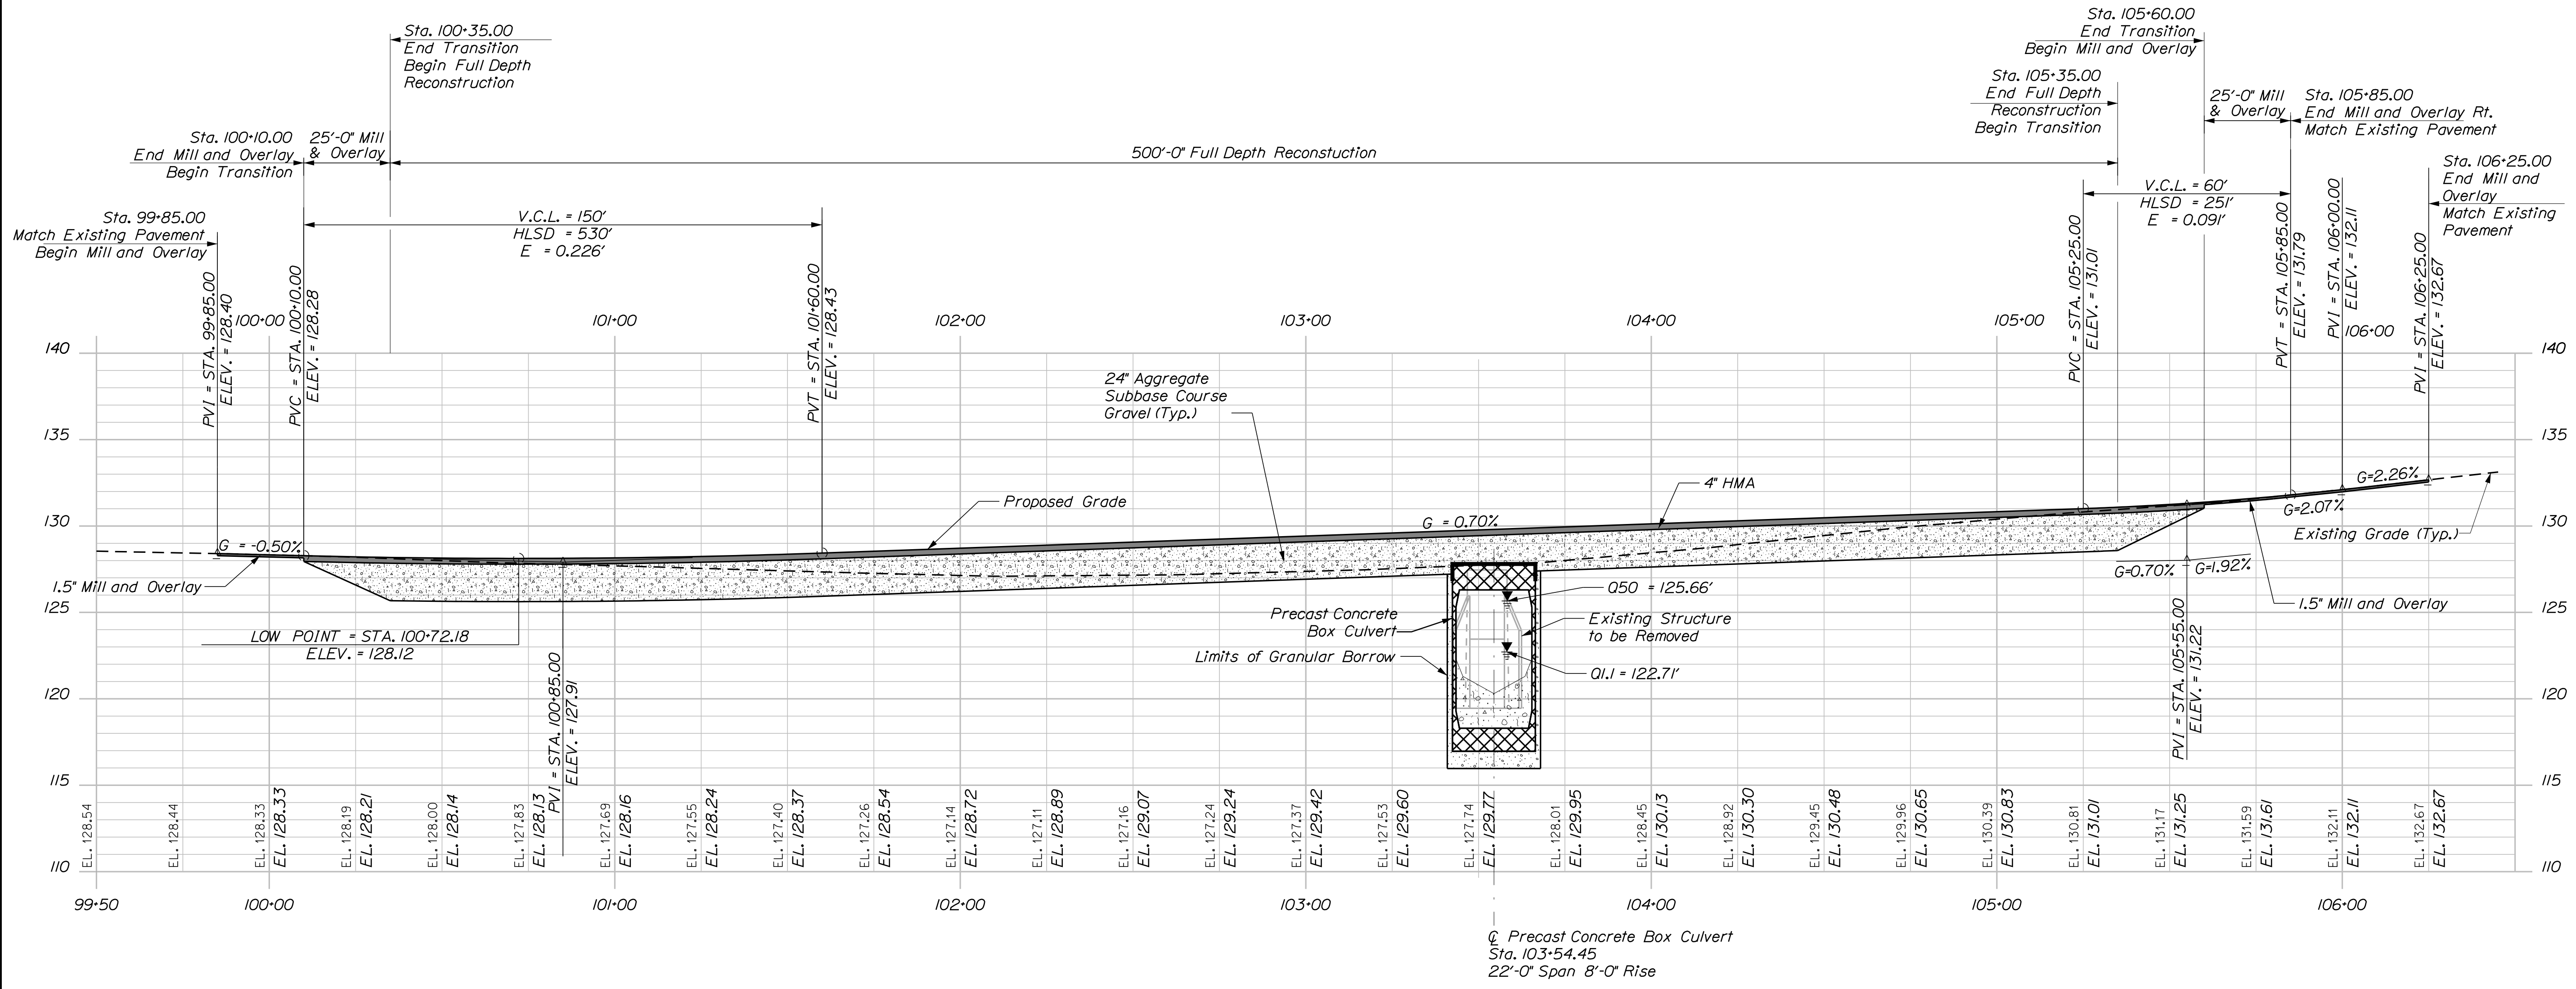 Sta. 100+35.00
End Transition
Begin Full Depth
Reconstruction
Sta. 105+60.00
End Transition
Begin Mill and Overlay
Sta. 105+35.00
End Full Depth
Reconstruction
Begin Transition
25'-0" Mill
& Overlay
Sta. 105+85.00
End Mill and Overlay Rt.
Match Existing Pavement
Sta. 100+10.00
End Mill and Overlay
Begin Transition
25'-0" Mill
& Overlay
500'-0" Full Depth Reconstuction
Sta. 106+25.00
End Mill and
Overlay
Match Existing
Pavement
Sta. 99+85.00
Match Existing Pavement
Begin Mill and Overlay
V.C.L. = 150'
HLSD = 530'
E = 0.226'
V.C.L. = 60'
HLSD = 251'
E = 0.091'
PVI = STA. 99+85.00
ELEV. = 128.40
PVC = STA. 100+10.00
ELEV. = 128.28
PVT = STA. 101+60.00
ELEV. = 128.43
PVC = STA. 105+25.00
ELEV. = 131.01
PVT = STA. 105+85.00
ELEV. = 131.79
PVI = STA. 106+00.00
ELEV. = 132.11
PVI = STA. 106+25.00
ELEV. = 132.67
100+00
101+00
102+00
103+00
104+00
105+00
106+00
140
140
135
135
130
130
125
125
120
120
115
115
110
110
24" Aggregate
Subbase Course
Gravel (Typ.)
Proposed Grade
4" HMA
G = 0.70%
G = -0.50%
1.5" Mill and Overlay
G=2.26%
G=2.07%
Existing Grade (Typ.)
G=0.70%
G=1.92%
1.5" Mill and Overlay
LOW POINT = STA. 100+72.18
ELEV. = 128.12
PVI = STA. 100+85.00
ELEV. = 127.91
Precast Concrete
Box Culvert
Limits of Granular Borrow
Q50 = 125.66'
Existing Structure
to be Removed
Q1.1 = 122.71'
PVI = STA. 105+55.00
ELEV. = 131.22
EL. 128.54
EL. 128.44
EL. 128.33
EL. 128.33
EL. 128.19
EL. 128.21
EL. 128.00
EL. 128.14
EL. 127.83
EL. 128.13
EL. 127.69
EL. 128.16
EL. 127.55
EL. 128.24
EL. 127.40
EL. 128.37
EL. 127.26
EL. 128.54
EL. 127.14
EL. 128.72
EL. 127.11
EL. 128.89
EL. 127.16
EL. 129.07
EL. 127.24
EL. 129.24
EL. 127.37
EL. 129.42
EL. 127.53
EL. 129.60
EL. 127.74
EL. 129.77
EL. 128.01
EL. 129.95
EL. 128.45
EL. 130.13
EL. 128.92
EL. 130.30
EL. 129.45
EL. 130.48
EL. 129.96
EL. 130.65
EL. 130.39
EL. 130.83
EL. 130.81
EL. 131.01
EL. 131.17
EL. 131.25
EL. 131.59
EL. 131.61
EL. 132.11
EL. 132.11
EL. 132.67
EL. 132.67
99+50
100+00
101+00
102+00
103+00
104+00
105+00
106+00
℄ Precast Concrete Box Culvert
Sta. 103+54.45
22'-0" Span 8'-0" Rise